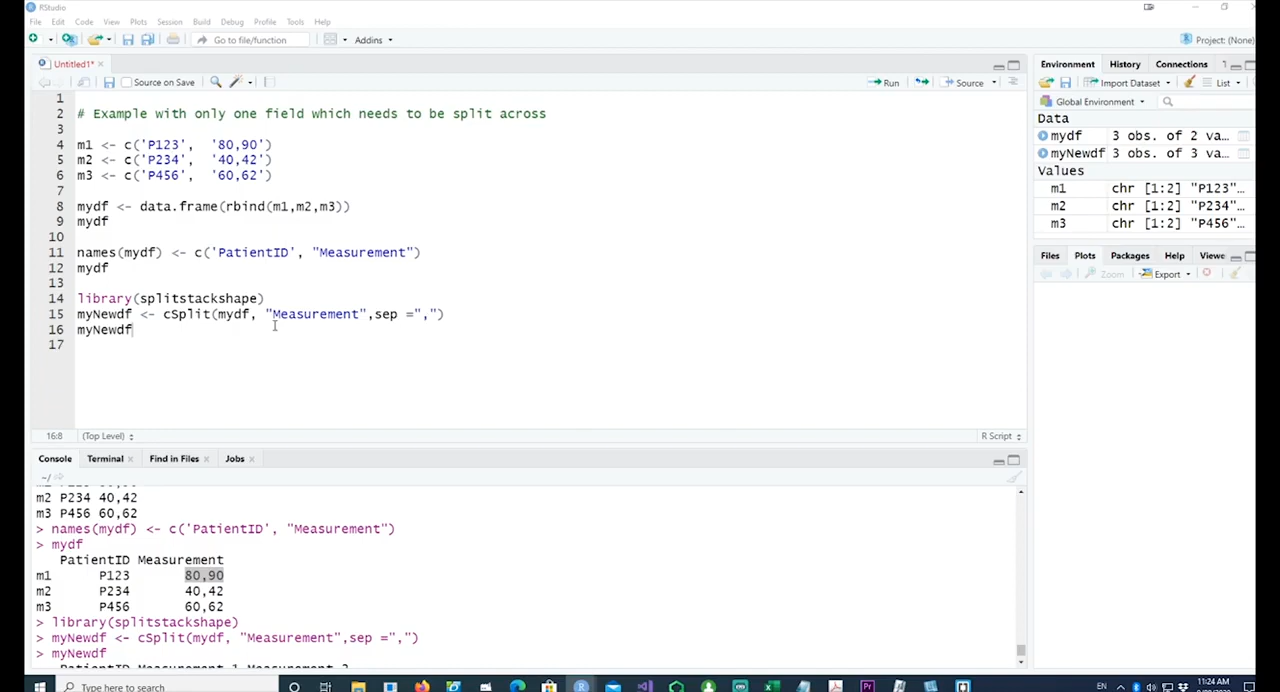 RStudio
File Edit Code View Plots Session Build Debug Profile Tools Help
Go to file/function Addins Project: (None)
Untitled1*
Source on Save Run Source
1
2 # Example with only one field which needs to be split across
3
4 m1 <- c('P123', '80,90')
5 m2 <- c('P234', '40,42')
6 m3 <- c('P456', '60,62')
7
8 mydf <- data.frame(rbind(m1,m2,m3))
9 mydf
10
11 names(mydf) <- c('PatientID', "Measurement")
12 mydf
13
14 library(splitstackshape)
15 myNewdf <- cSplit(mydf, "Measurement",sep =",")
16 myNewdf
17
16:8 (Top Level) R Script
Console Terminal Find in Files Jobs
~/
m2 P234 40,42
m3 P456 60,62
> names(mydf) <- c('PatientID', "Measurement")
> mydf
PatientID Measurement
m1 P123 80,90
m2 P234 40,42
m3 P456 60,62
> library(splitstackshape)
> myNewdf <- cSplit(mydf, "Measurement",sep =",")
> myNewdf
PatientID Measurement_1 Measurement_2
Environment History Connections
Import Dataset List
Global Environment
Data
mydf 3 obs. of 2 va…
myNewdf 3 obs. of 3 va…
Values
m1 chr [1:2] "P123"…
m2 chr [1:2] "P234"…
m3 chr [1:2] "P456"…
Files Plots Packages Help Viewe
Zoom Export
Type here to search
EN 11:24 AM